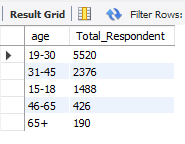 Result Grid Filter Rows:
age Total_Respondent
19-30 5520
31-45 2376
15-18 1488
46-65 426
65+ 190